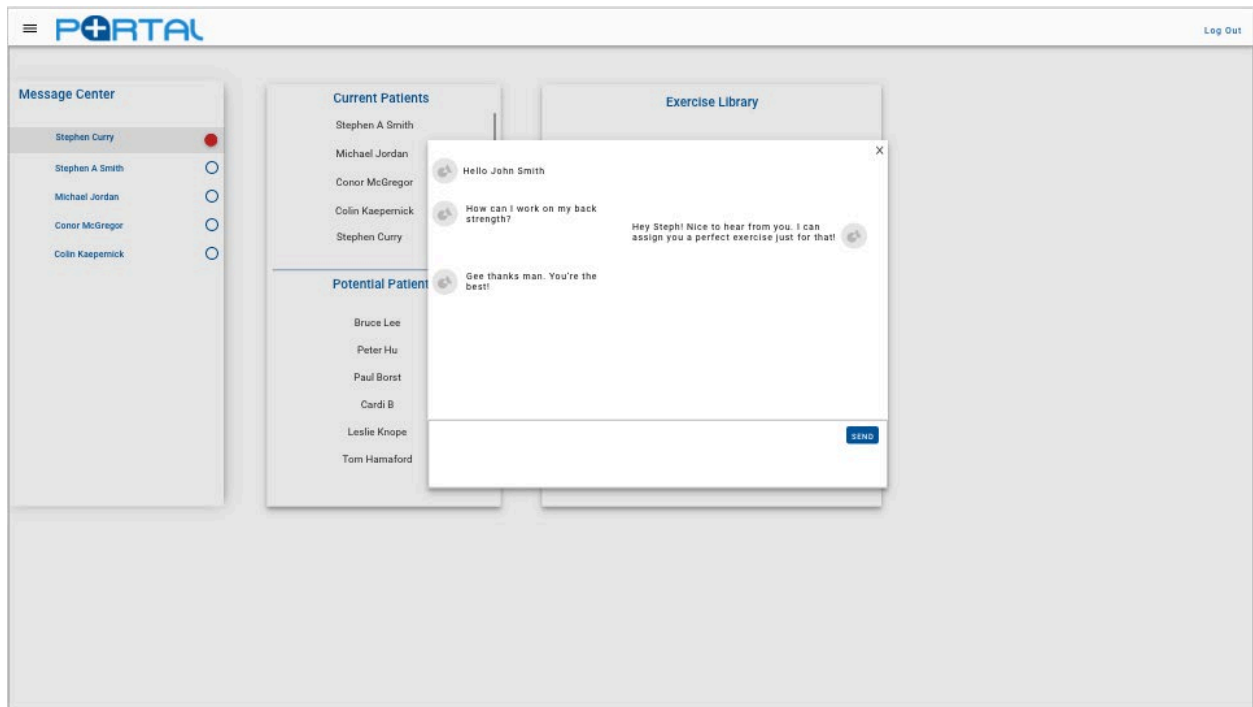 PORTAL
Log Out
Message Center
Stephen Curry
Stephen A Smith
Michael Jordan
Conor McGregor
Colin Kaepernick
Current Patients
Stephen A Smith
Michael Jordan
Conor McGregor
Colin Kaepernick
Stephen Curry
Potential Patient
Bruce Lee
Peter Hu
Paul Borst
Cardi B
Leslie Knope
Tom Hamaford
Exercise Library
X
Hello John Smith
How can I work on my back
strength?
Hey Steph! Nice to hear from you. I can
assign you a perfect exercise just for that!
Gee thanks man. You're the
best!
SEND